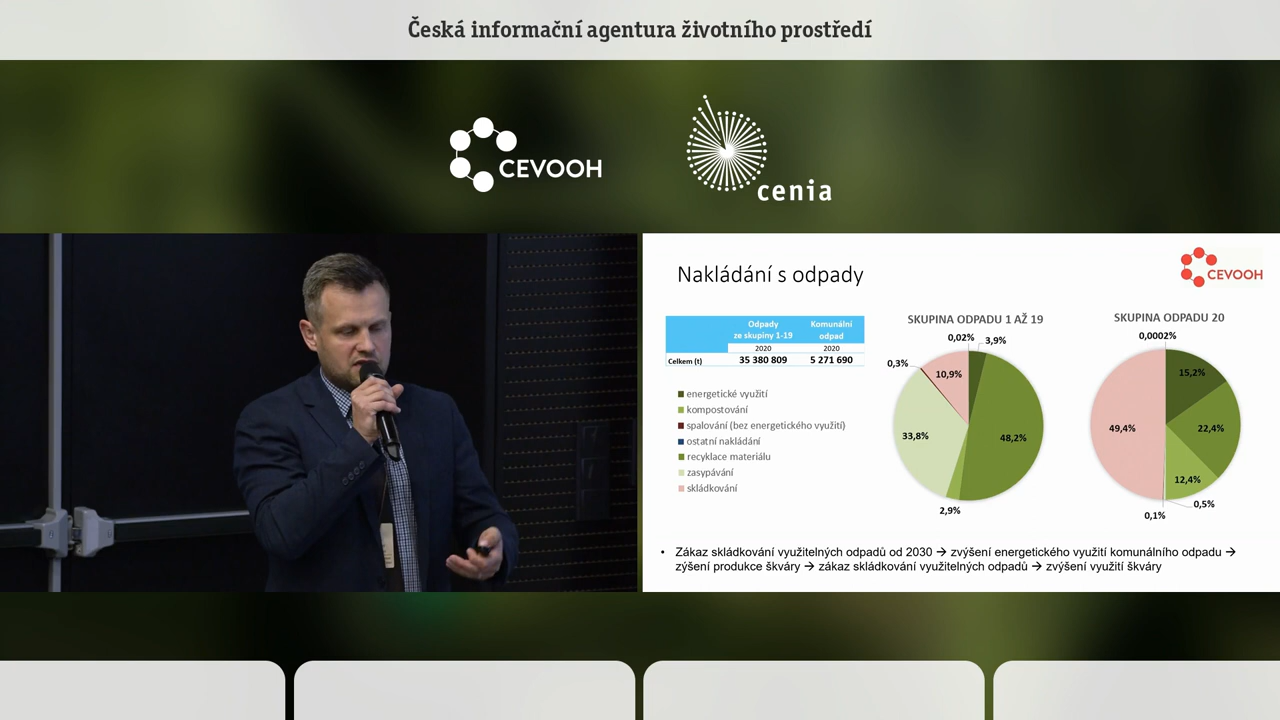 Česká informační agentura životního prostředí
CEVOOH
cenia
Nakládání s odpady
CEVOOH
Odpady
ze skupiny 1-19
Komunální
odpad
2020
2020
Celkem (t)
35 380 809
5 271 690
energetické využití
kompostování
spalování (bez energetického využití)
ostatní nakládání
recyklace materiálu
zasypávání
skládkování
SKUPINA ODPADU 1 AŽ 19
0,02%
3,9%
0,3%
10,9%
33,8%
48,2%
2,9%
SKUPINA ODPADU 20
0,0002%
15,2%
49,4%
22,4%
12,4%
0,5%
0,1%
• Zákaz skládkování využitelných odpadů od 2030 → zvýšení energetického využití komunálního odpadu →
zýšení produkce škváry → zákaz skládkování využitelných odpadů → zvýšení využití škváry